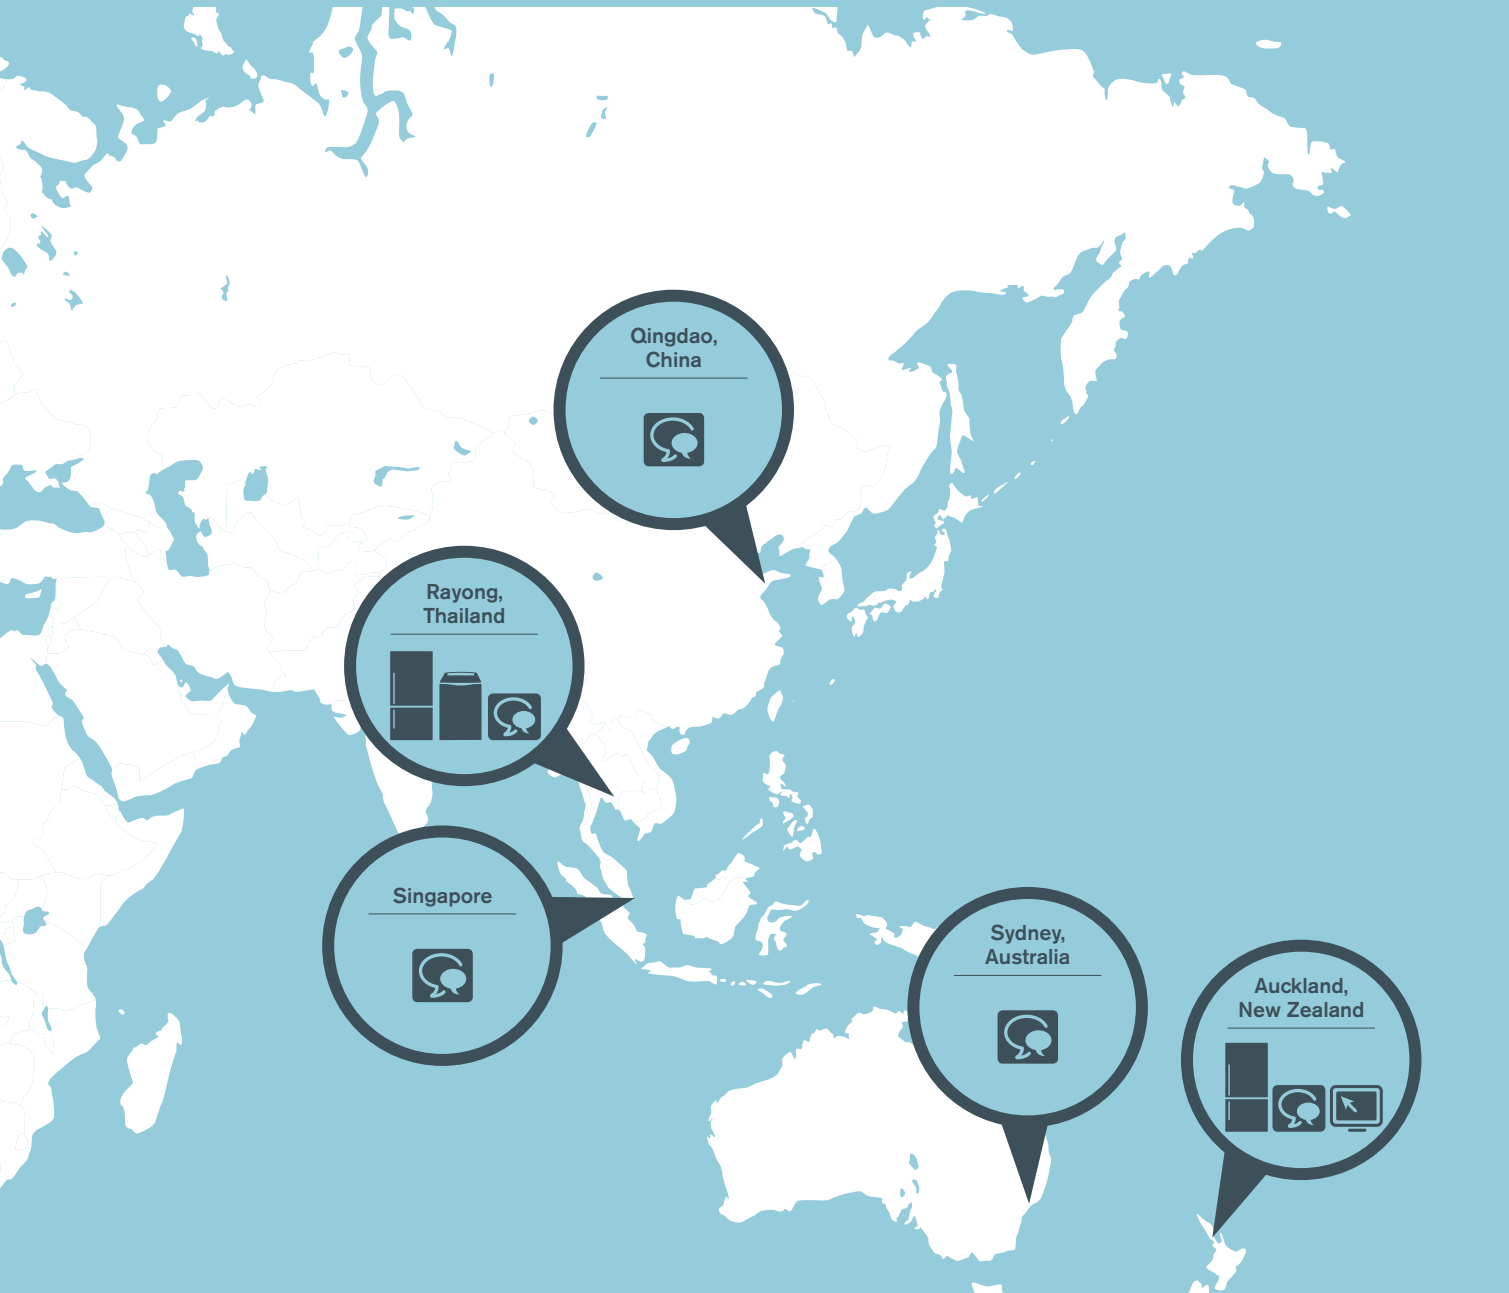 Qingdao,
China
Rayong,
Thailand
Singapore
Sydney,
Australia
Auckland,
New Zealand